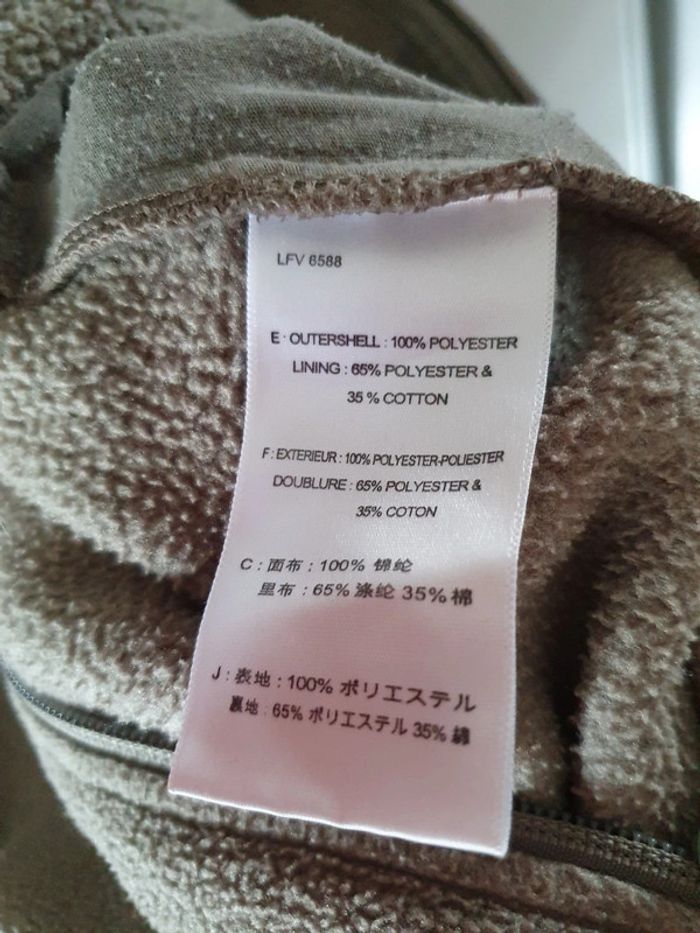 LFV 6588
E · OUTERSHELL : 100% POLYESTER
LINING : 65% POLYESTER &
35 % COTTON
F : EXTERIEUR : 100% POLYESTER-POLIESTER
DOUBLURE : 65% POLYESTER &
35% COTON
C : 面布 : 100% 锦纶
里布 : 65% 涤纶 35% 棉
J : 表地 : 100% ポリエステル
裏地 : 65% ポリエステル 35% 綿